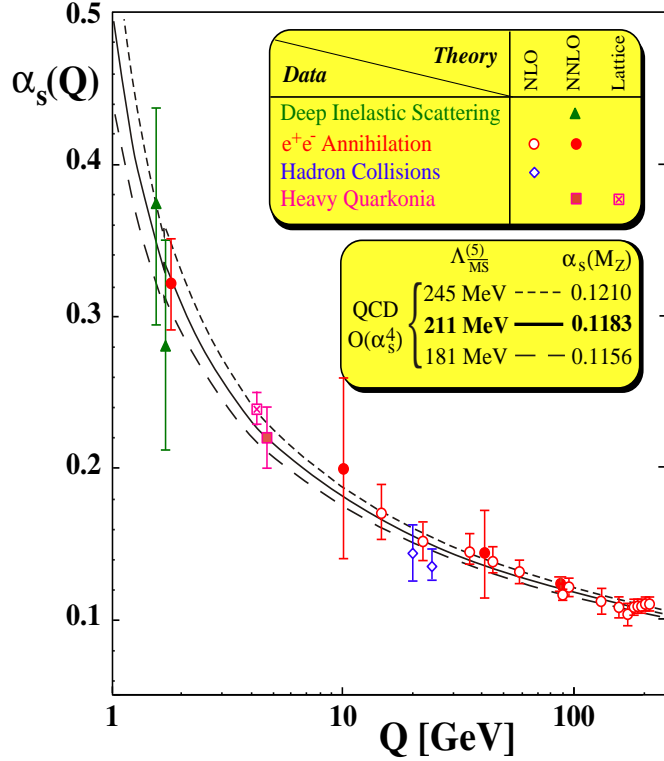 0.5
0.4
0.3
0.2
0.1
αs(Q)
Data
Theory
NLO
NNLO
Lattice
Deep Inelastic Scattering
e+e- Annihilation
Hadron Collisions
Heavy Quarkonia
Λ(5)MS αs(MZ)
QCD
O(αs4)
245 MeV 0.1210
211 MeV 0.1183
181 MeV 0.1156
1 10 100
Q [GeV]